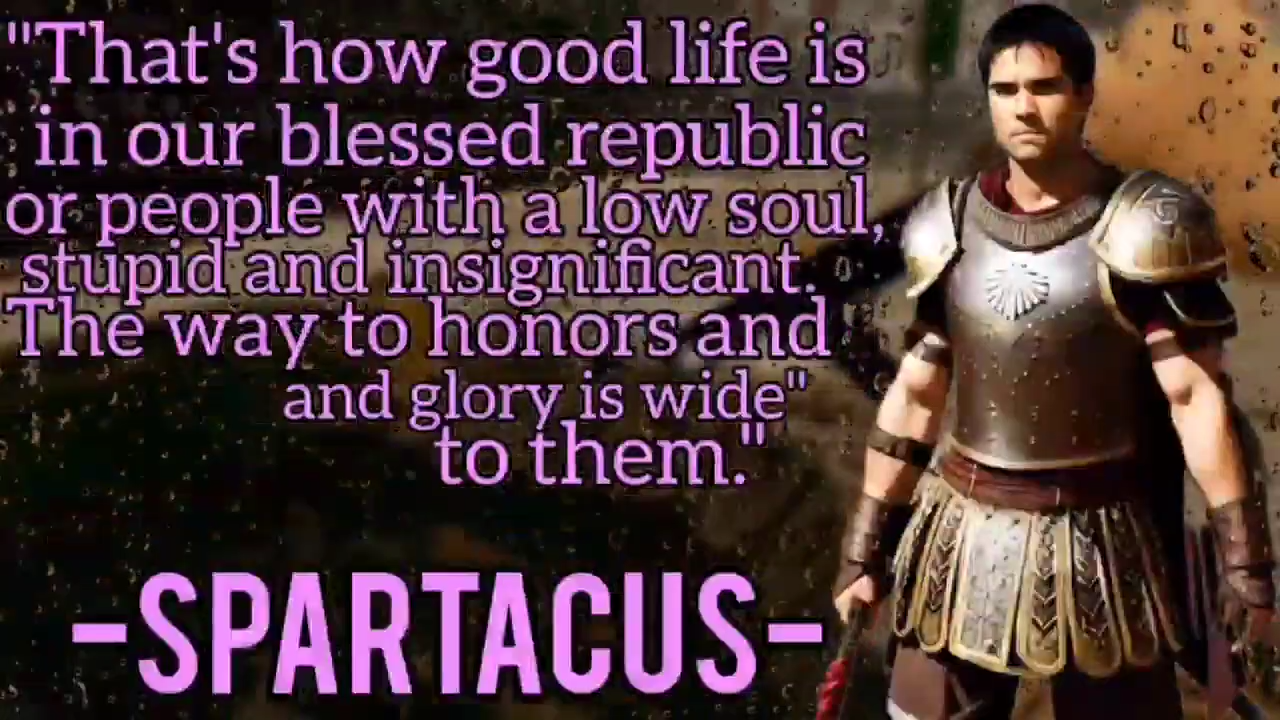 "That's how good life is
in our blessed republic
or people with a low soul,
stupid and insignificant.
The way to honors and
and glory is wide"
to them."
-SPARTACUS-